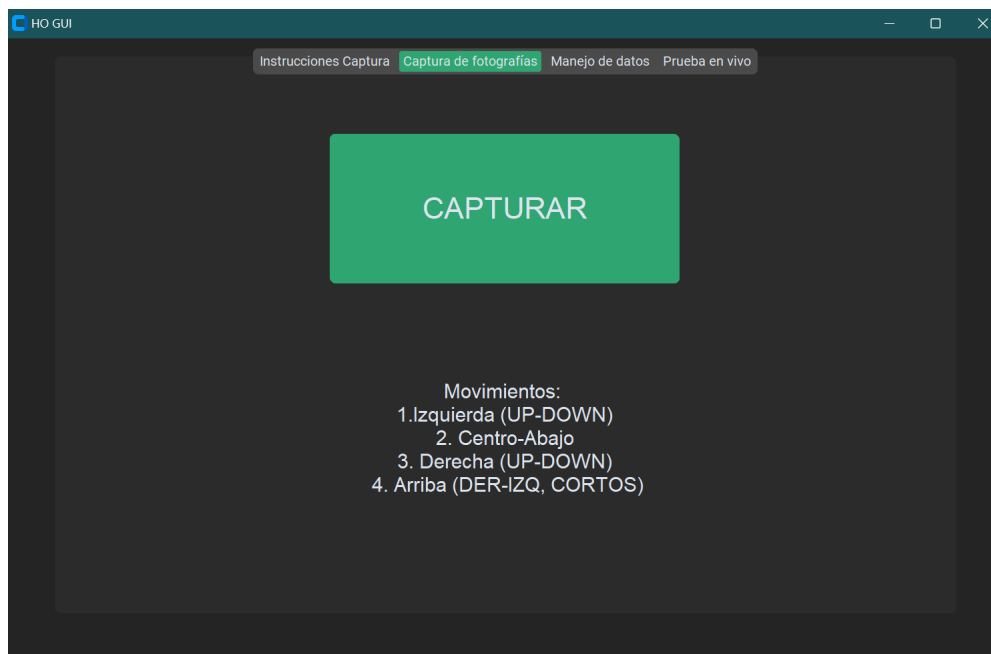 HO GUI
Instrucciones Captura Captura de fotografías Manejo de datos Prueba en vivo
CAPTURAR
Movimientos:
1.Izquierda (UP-DOWN)
2. Centro-Abajo
3. Derecha (UP-DOWN)
4. Arriba (DER-IZQ, CORTOS)